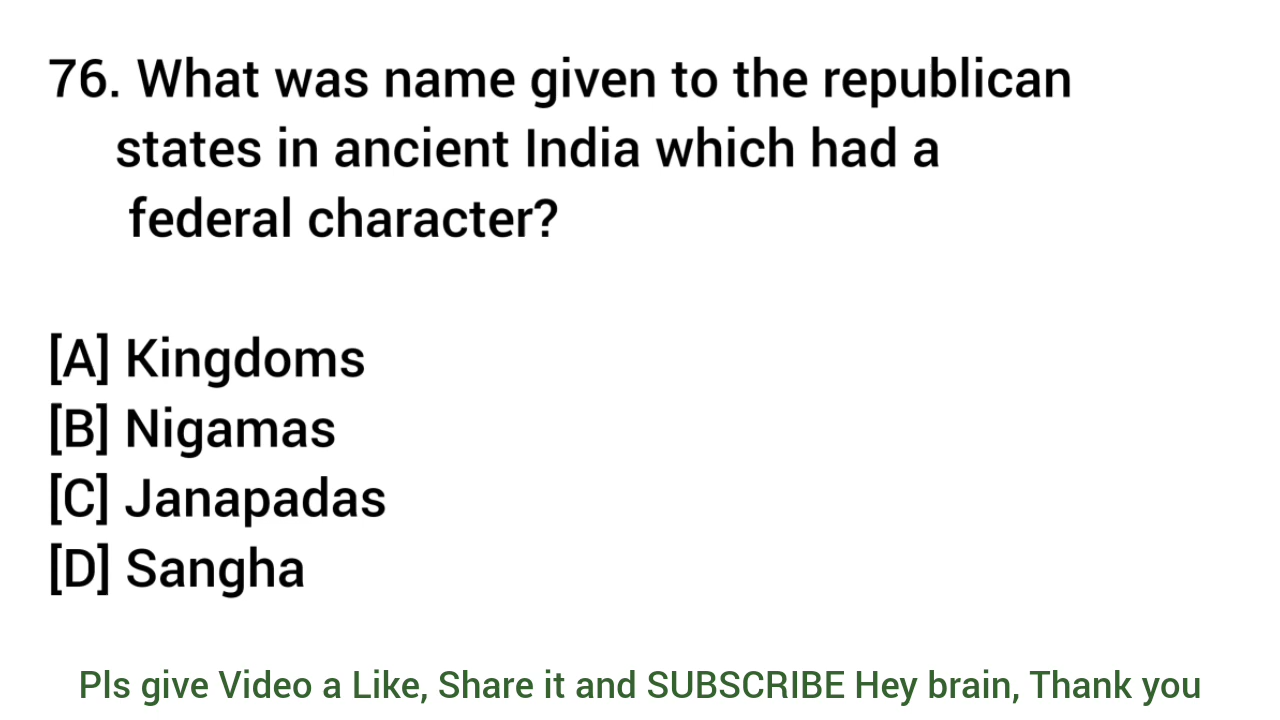 76. What was name given to the republican
states in ancient India which had a
federal character?
[A] Kingdoms
[B] Nigamas
[C] Janapadas
[D] Sangha
Pls give Video a Like, Share it and SUBSCRIBE Hey brain, Thank you